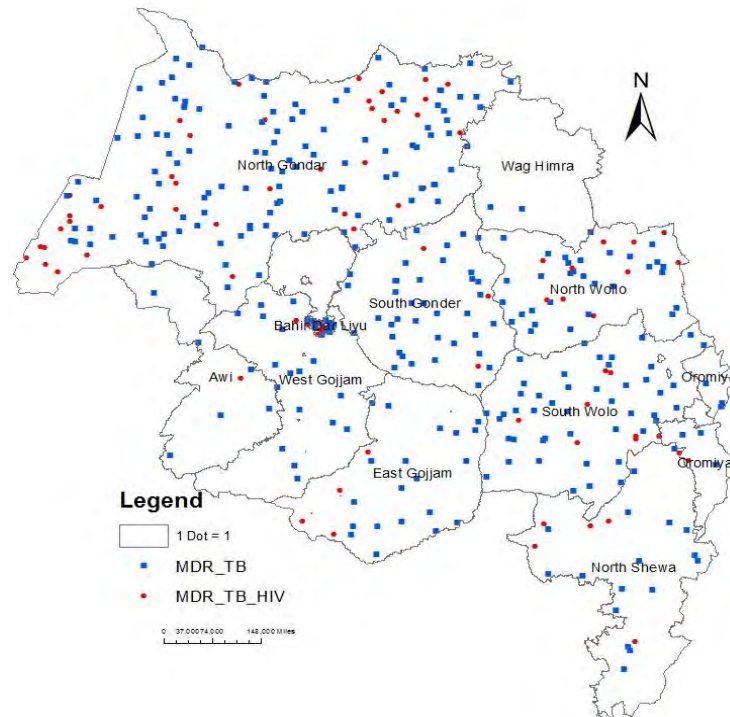 N
North Gondar
Wag Himra
South Gonder
North Wollo
Bahir Dar Liyu
Awi
West Gojjam
Oromiya
South Wolo
East Gojjam
Oromiya
Legend
1 Dot = 1
MDR_TB
MDR_TB_HIV
North Shewa
0 37,000 74,000 148,000 Miles